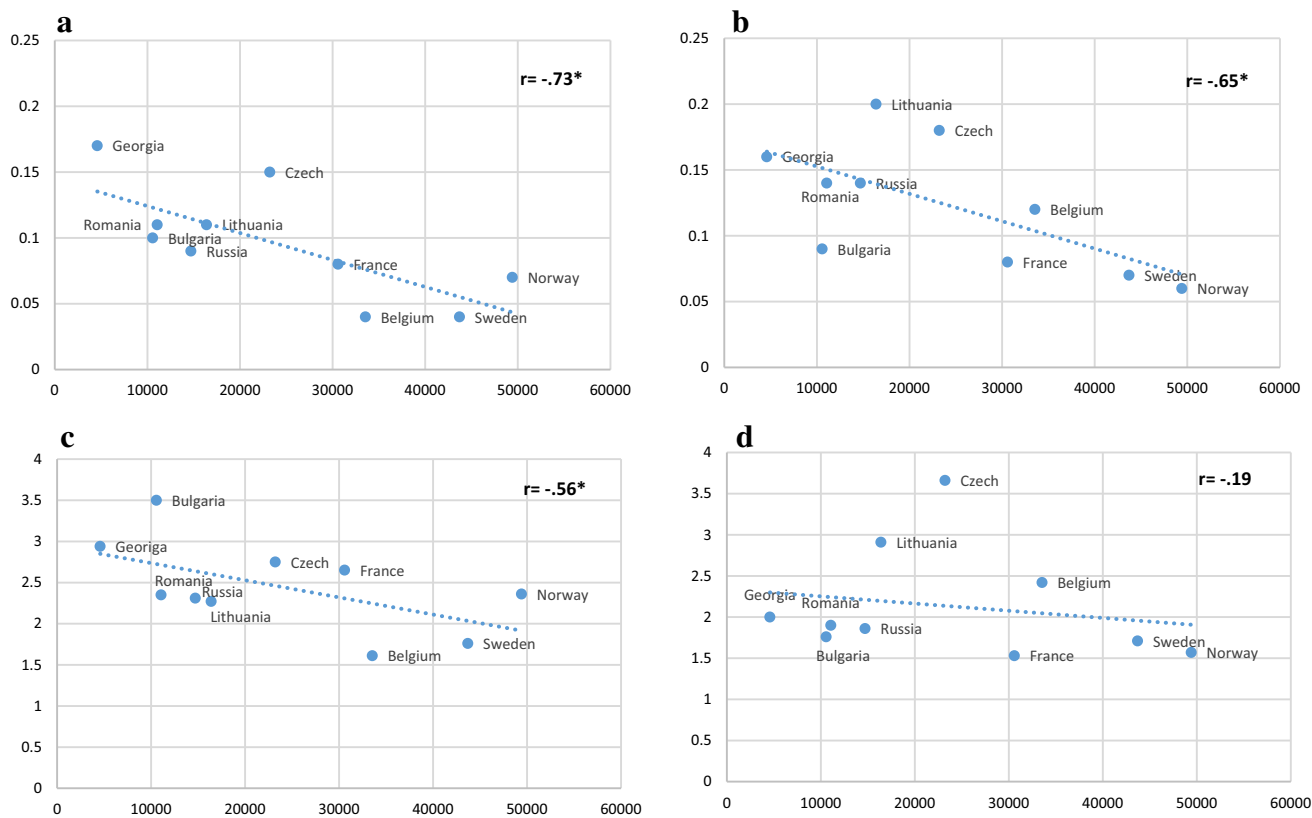 a
0.25
r= -.73*
0.2
Georgia
Czech
0.15
Romania
Lithuania
Bulgaria
Russia
0.1
France
Norway
0.05
Belgium
Sweden
0
0 10000 20000 30000 40000 50000 60000
b
0.25
r= -.65*
0.2
Lithuania
Czech
0.15
Georgia
Russia
Romania
Belgium
0.1
Bulgaria
France
Sweden
Norway
0.05
0
0 10000 20000 30000 40000 50000 60000
c
4
r= -.56*
3.5
Bulgaria
3
Georiga
Czech
France
2.5
Romania
Russia
Lithuania
Norway
2
Sweden
Belgium
1.5
1
0.5
0
0 10000 20000 30000 40000 50000 60000
d
4
r= -.19
3.5
Czech
3
Lithuania
2.5
Belgium
Georgia
Romania
2
Russia
Bulgaria
France
Sweden
Norway
1.5
1
0.5
0
0 10000 20000 30000 40000 50000 60000